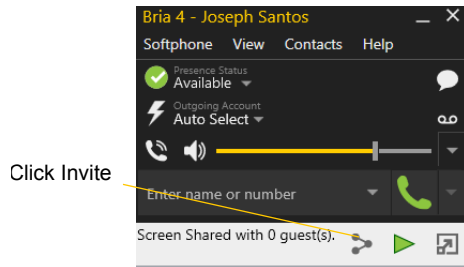 Bria 4 - Joseph Santos
Softphone View Contacts Help
Presence Status
Available
Outgoing Account
Auto Select
Click Invite
Enter name or number
Screen Shared with 0 guest(s).